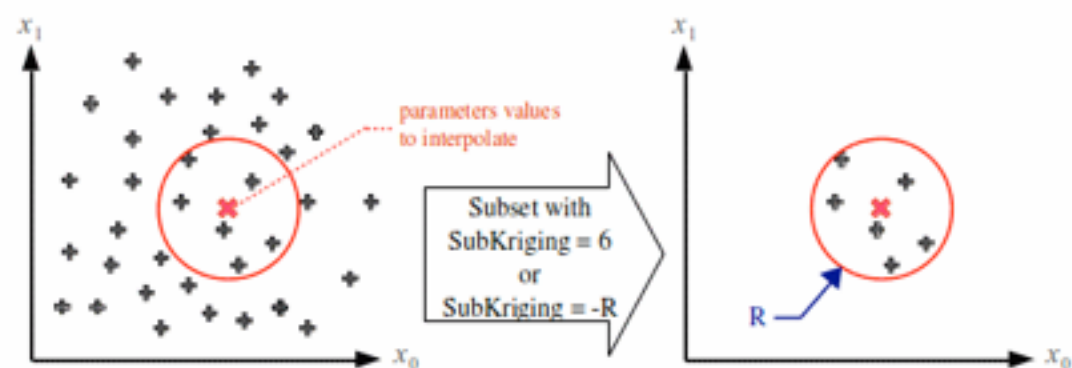 x₁
parameters values
to interpolate
x₀
Subset with
SubKriging = 6
or
SubKriging = -R
x₁
R
x₀